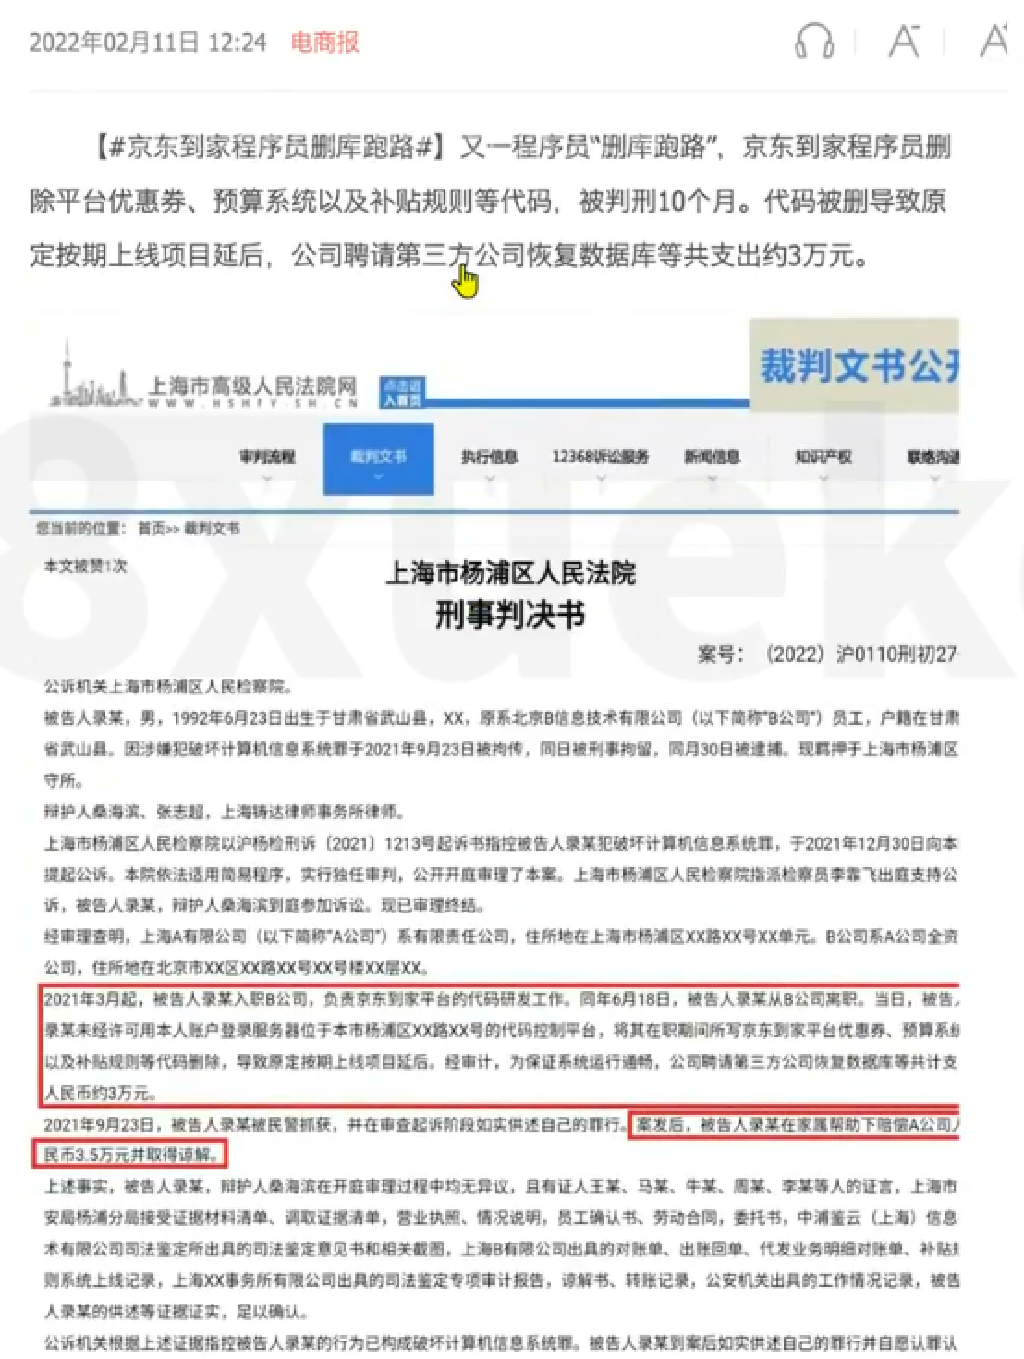 2022年02月11日 12:24 电商报
【#京东到家程序员删库跑路#】又一程序员“删库跑路”，京东到家程序员删
除平台优惠券、预算系统以及补贴规则等代码，被判刑10个月。代码被删导致原
定按期上线项目延后，公司聘请第三方公司恢复数据库等共支出约3万元。
上海市高级人民法院网
WWW.HSHFY.SH.CN
点击进
入首页
裁判文书公开
审判流程 裁判文书 执行信息 12368诉讼服务 新闻信息 知识产权 联络沟通
您当前的位置： 首页>> 裁判文书
本文被赞1次
上海市杨浦区人民法院
刑事判决书
案号：（2022）沪0110刑初27
公诉机关上海市杨浦区人民检察院。
被告人录某，男，1992年6月23日出生于甘肃省武山县，XX，原系北京B信息技术有限公司（以下简称“B公司”）员工，户籍在甘肃
省武山县。因涉嫌犯破坏计算机信息系统罪于2021年9月23日被拘传，同日被刑事拘留，同月30日被逮捕。现羁押于上海市杨浦区
守所。
辩护人桑海滨、张志超，上海铸达律师事务所律师。
上海市杨浦区人民检察院以沪杨检刑诉〔2021〕1213号起诉书指控被告人录某犯破坏计算机信息系统罪，于2021年12月30日向本
提起公诉。本院依法适用简易程序，实行独任审判，公开开庭审理了本案。上海市杨浦区人民检察院指派检察员李霏飞出庭支持公
诉，被告人录某，辩护人桑海滨到庭参加诉讼。现已审理终结。
经审理查明，上海A有限公司（以下简称“A公司”）系有限责任公司，住所地在上海市杨浦区XX路XX号XX单元。B公司系A公司全资
公司，住所地在北京市XX区XX路XX号XX号楼XX层XX。
2021年3月起，被告人录某入职B公司，负责京东到家平台的代码研发工作。同年6月18日，被告人录某从B公司离职。当日，被告人
录某未经许可用本人账户登录服务器位于本市杨浦区XX路XX号的代码控制平台，将其在职期间所写京东到家平台优惠券、预算系统
以及补贴规则等代码删除，导致原定按期上线项目延后。经审计，为保证系统运行通畅，公司聘请第三方公司恢复数据库等共计支
人民币约3万元。
2021年9月23日，被告人录某被民警抓获，并在审查起诉阶段如实供述自己的罪行。案发后，被告人录某在家属帮助下赔偿A公司人
民币3.5万元并取得谅解。
上述事实，被告人录某，辩护人桑海滨在开庭审理过程中均无异议，且有证人王某、马某、牛某、周某、李某等人的证言，上海市
安局杨浦分局接受证据材料清单、调取证据清单，营业执照、情况说明，员工确认书、劳动合同，委托书，中浦鉴云（上海）信息
术有限公司司法鉴定所出具的司法鉴定意见书和相关截图，上海B有限公司出具的对账单、出账回单、代发业务明细对账单、补贴规
则系统上线记录，上海XX事务所有限公司出具的司法鉴定专项审计报告，谅解书、转账记录，公安机关出具的工作情况记录，被告
人录某的供述等证据证实，足以确认。
公诉机关根据上述证据指控被告人录某的行为已构成破坏计算机信息系统罪。被告人录某到案后如实供述自己的罪行并自愿认罪认